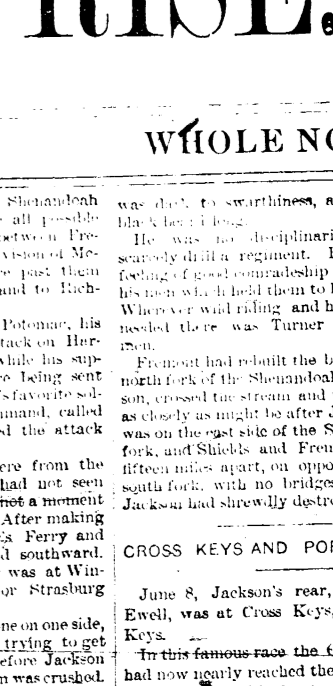 RISE.
WHOLE NO
Shenandoah
all possible
between Fre-
vision of Mc-
past them
and to Rich-
Potomac, his
tack on Har-
while his sup-
being sent
's favorite sol-
mmand, called
d the attack
ere from the
had not seen
not a moment
After making
's Ferry and
d southward.
was at Win-
or Strasburg
ne on one side,
trying to get
efore Jackson
n was crushed.
was dark to swarthiness, a
black
He was no disciplinari
scarcely drill a regiment.
feeling of good comradeship
his men which held them to
Wherever wild riding and h
needed there was Turner
men.
Fremont had rebuilt the b
north fork of the Shenandoah
son, crossed the stream and
as closely as might be after J
was on the east side of the S
fork, and Shields and Frem
fifteen miles apart, on oppo
south fork, with no bridges
Jackson had shrewdly destro
CROSS KEYS AND POR
June 8, Jackson's rear,
Ewell, was at Cross Keys,
Keys.
In this famous race the
had now nearly reached the